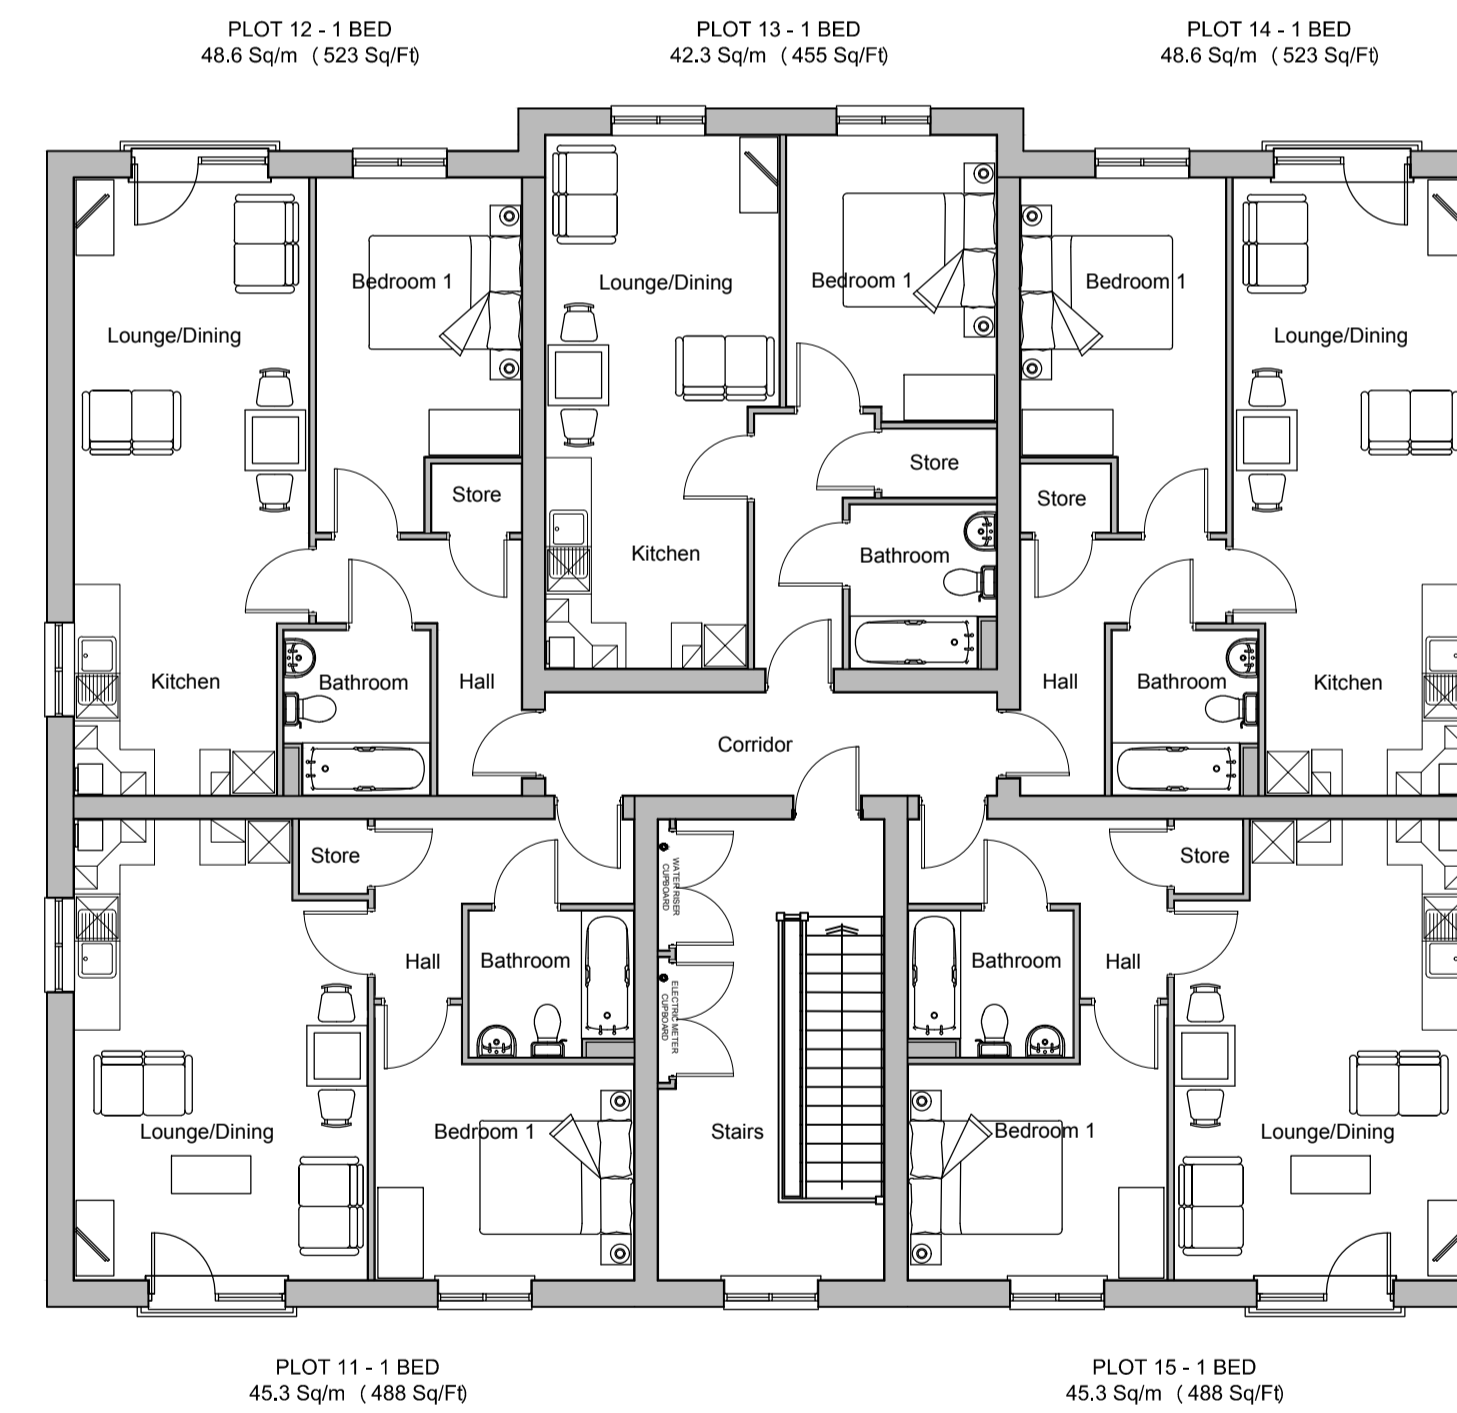 PLOT 12 - 1 BED
48.6 Sq/m ( 523 Sq/Ft)
PLOT 13 - 1 BED
42.3 Sq/m ( 455 Sq/Ft)
PLOT 14 - 1 BED
48.6 Sq/m ( 523 Sq/Ft)
Bedroom 1
Lounge/Dining
Bedroom 1
Bedroom 1
Lounge/Dining
Lounge/Dining
Store
Store
Store
Kitchen
Bathroom
Kitchen
Bathroom
Hall
Hall
Bathroom
Kitchen
Corridor
Store
WATER RISER
CUPBOARD
Store
Hall
Bathroom
Bathroom
Hall
ELECTRIC METER
CUPBOARD
Lounge/Dining
Bedroom 1
Stairs
Bedroom 1
Lounge/Dining
PLOT 11 - 1 BED
45.3 Sq/m ( 488 Sq/Ft)
PLOT 15 - 1 BED
45.3 Sq/m ( 488 Sq/Ft)